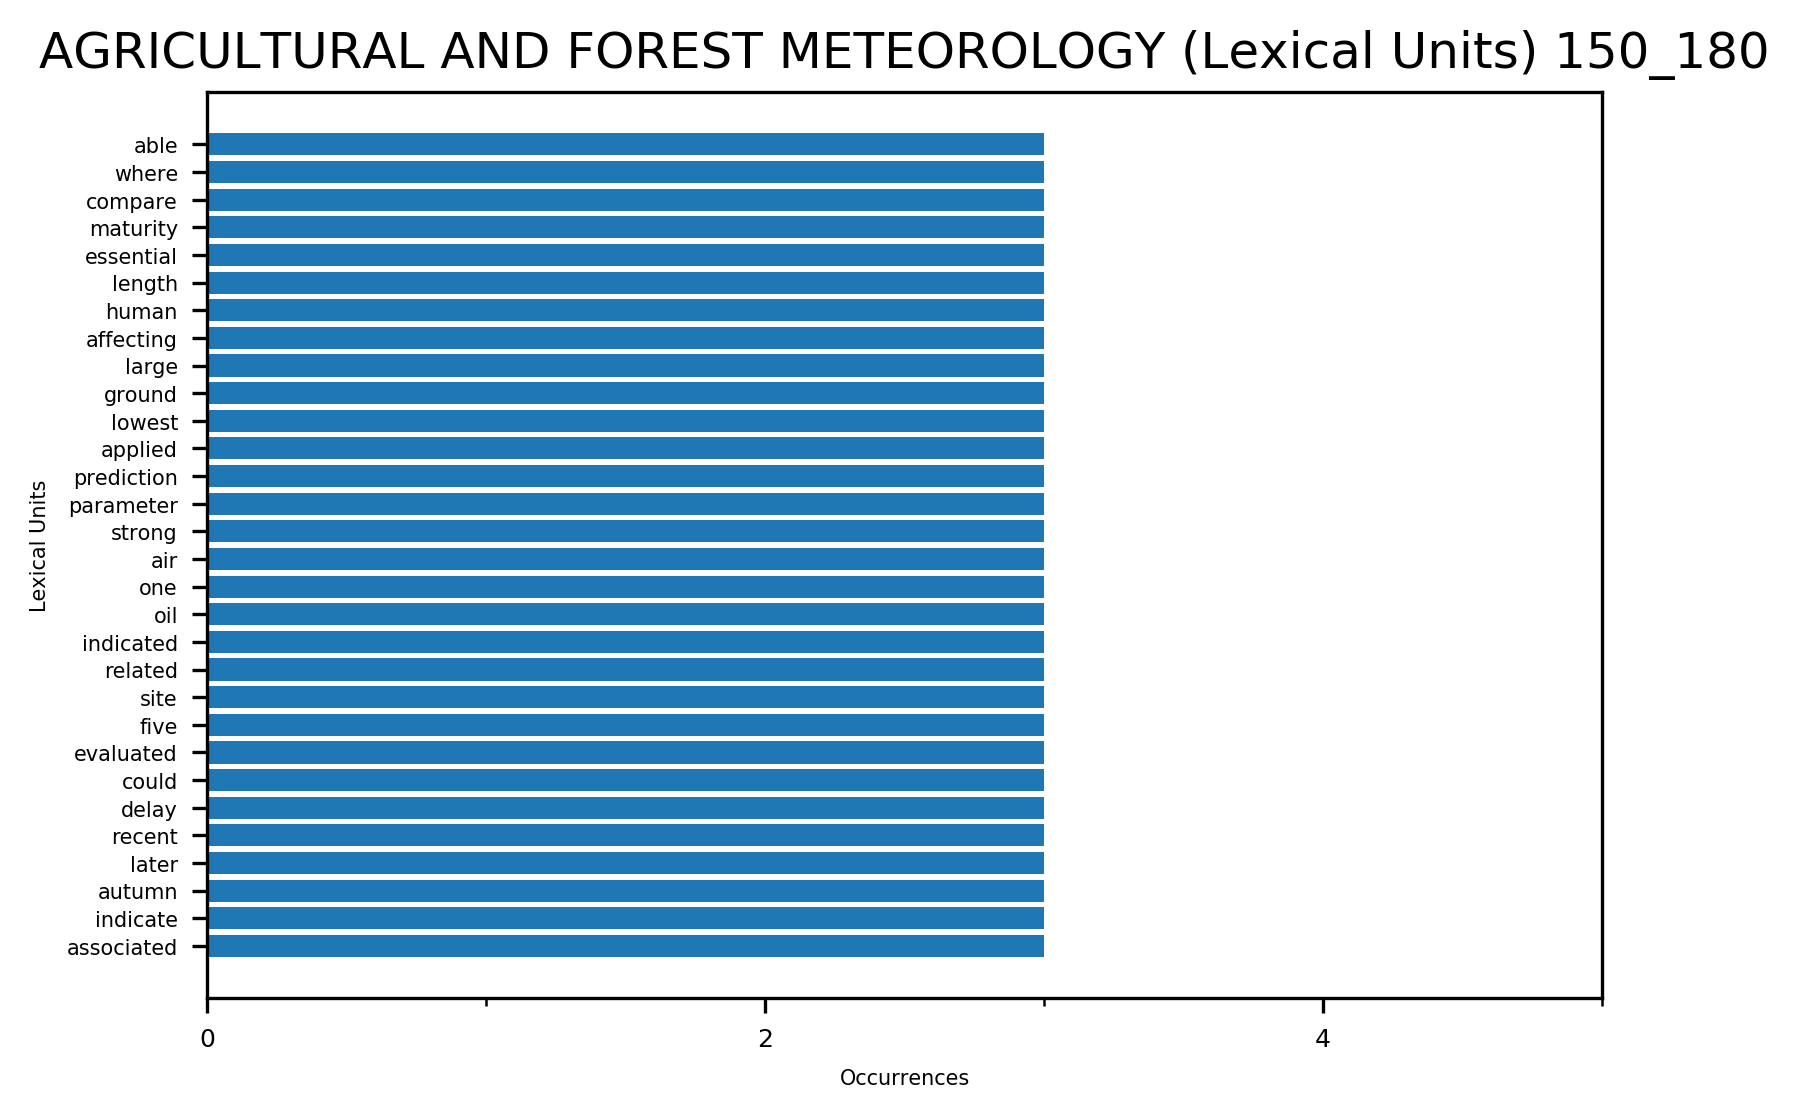 AGRICULTURAL AND FOREST METEOROLOGY (Lexical Units) 150_180
able
where
compare
maturity
essential
length
human
affecting
large
ground
lowest
applied
prediction
parameter
strong
air
one
oil
indicated
related
site
five
evaluated
could
delay
recent
later
autumn
indicate
associated
Lexical Units
0 2 4
Occurrences